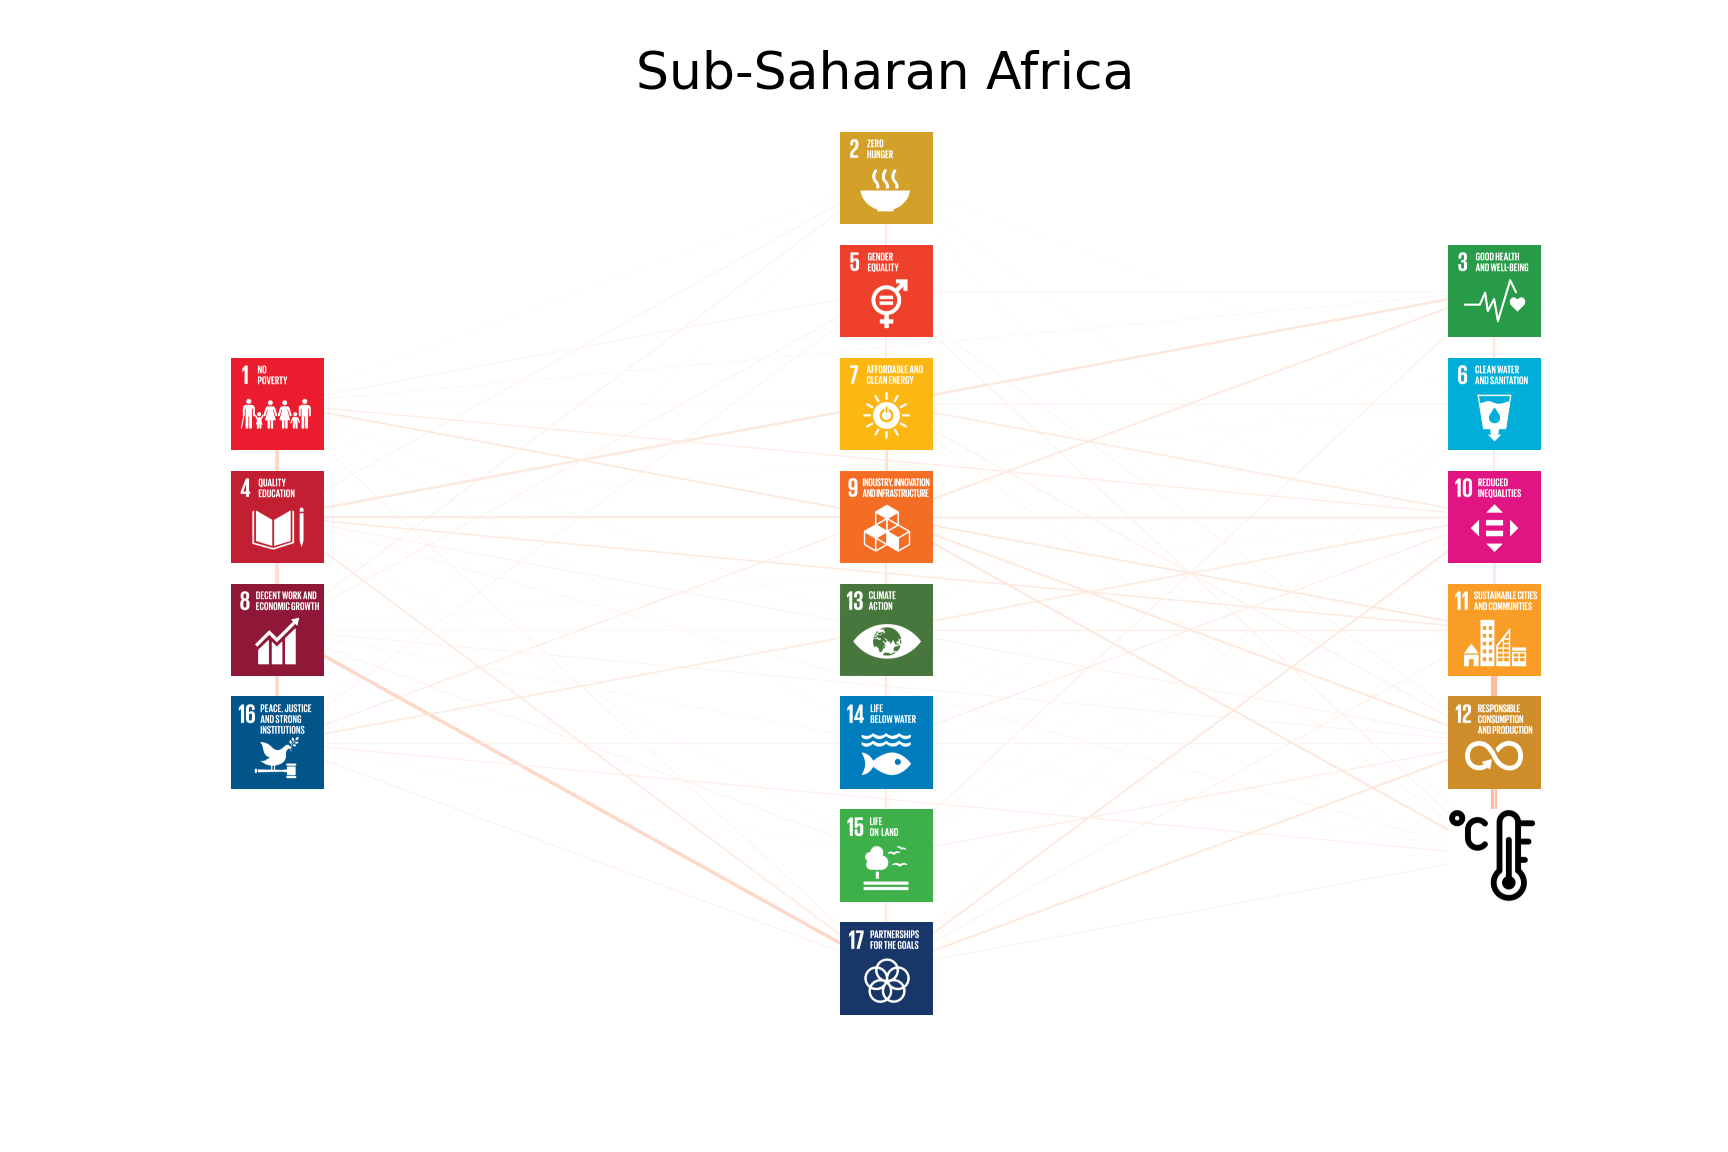 Sub-Saharan Africa
1 NO
POVERTY
4 QUALITY
EDUCATION
8 DECENT WORK AND
ECONOMIC GROWTH
16 PEACE, JUSTICE
AND STRONG
INSTITUTIONS
2 ZERO
HUNGER
5 GENDER
EQUALITY
7 AFFORDABLE AND
CLEAN ENERGY
9 INDUSTRY, INNOVATION
AND INFRASTRUCTURE
13 CLIMATE
ACTION
14 LIFE
BELOW WATER
15 LIFE
ON LAND
17 PARTNERSHIPS
FOR THE GOALS
3 GOOD HEALTH
AND WELL-BEING
6 CLEAN WATER
AND SANITATION
10 REDUCED
INEQUALITIES
11 SUSTAINABLE CITIES
AND COMMUNITIES
12 RESPONSIBLE
CONSUMPTION
AND PRODUCTION
°C